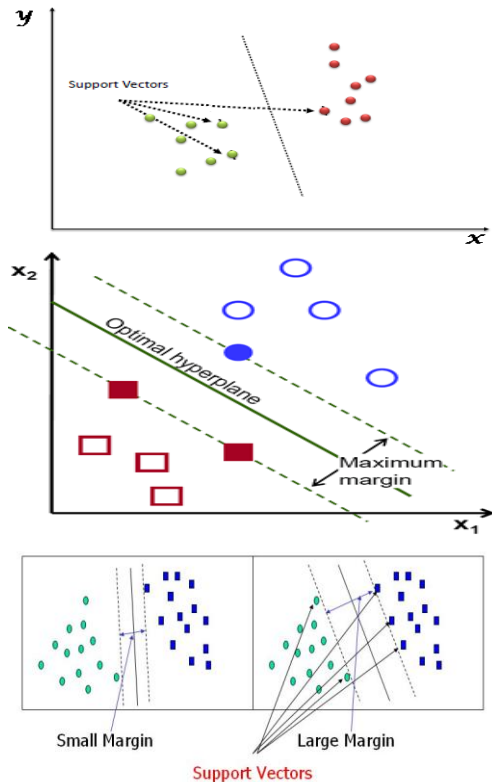 y
Support Vectors
x
x2
Optimal hyperplane
Maximum
margin
x1
Small Margin
Large Margin
Support Vectors